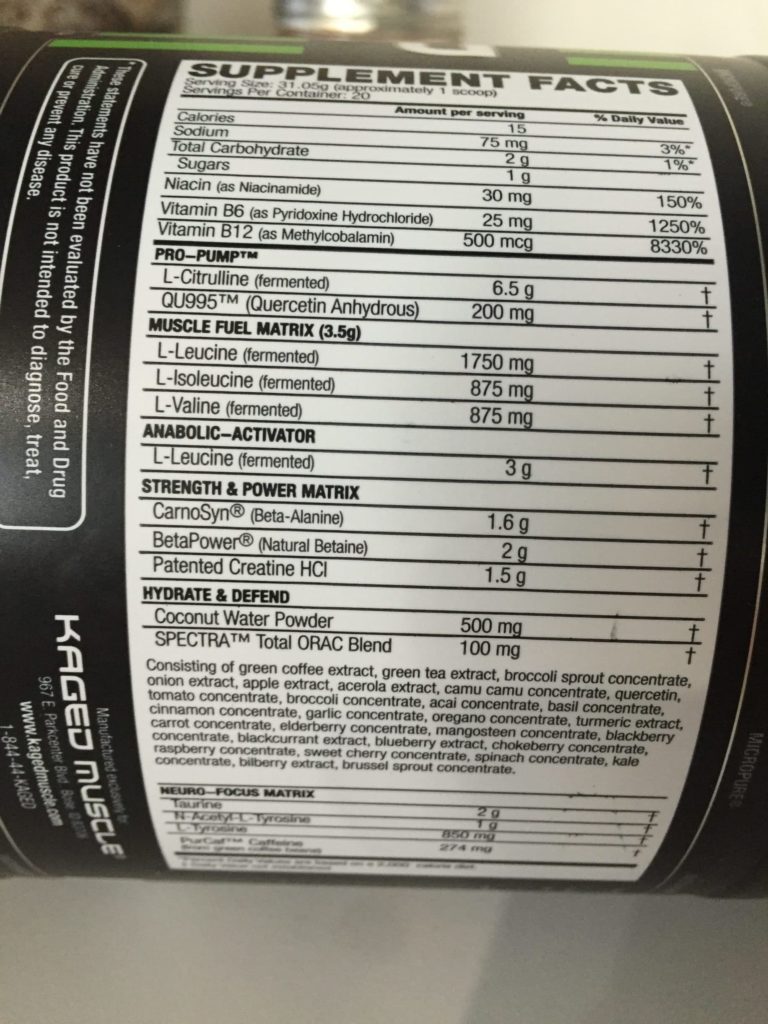 SUPPLEMENT FACTS
Serving Size: 31.05g (approximately 1 scoop)
Servings Per Container: 20
Amount per serving % Daily Value
Calories 15
Sodium 75 mg 3%*
Total Carbohydrate 2 g 1%*
Sugars 1 g
Niacin (as Niacinamide) 30 mg 150%
Vitamin B6 (as Pyridoxine Hydrochloride) 25 mg 1250%
Vitamin B12 (as Methylcobalamin) 500 mcg 8330%
PRO–PUMP™
L-Citrulline (fermented) 6.5 g †
QU995™ (Quercetin Anhydrous) 200 mg †
MUSCLE FUEL MATRIX (3.5g)
L-Leucine (fermented) 1750 mg †
L-Isoleucine (fermented) 875 mg †
L-Valine (fermented) 875 mg †
ANABOLIC–ACTIVATOR
L-Leucine (fermented) 3 g †
STRENGTH & POWER MATRIX
CarnoSyn® (Beta-Alanine) 1.6 g †
BetaPower® (Natural Betaine) 2 g †
Patented Creatine HCl 1.5 g †
HYDRATE & DEFEND
Coconut Water Powder 500 mg †
SPECTRA™ Total ORAC Blend 100 mg †
Consisting of green coffee extract, green tea extract, broccoli sprout concentrate,
onion extract, apple extract, acerola extract, camu camu concentrate, quercetin,
tomato concentrate, broccoli concentrate, acai concentrate, basil concentrate,
cinnamon concentrate, garlic concentrate, oregano concentrate, turmeric extract,
carrot concentrate, elderberry concentrate, mangosteen concentrate, blackberry
concentrate, blackcurrant extract, blueberry extract, chokeberry concentrate,
raspberry concentrate, sweet cherry concentrate, spinach concentrate, kale
concentrate, bilberry extract, brussel sprout concentrate.
NEURO–FOCUS MATRIX
Taurine 2 g †
N-Acetyl-L-Tyrosine 1 g †
L-Tyrosine 850 mg †
PurCaf™ Caffeine 274 mg †
*These statements have not been evaluated by the Food and Drug
Administration. This product is not intended to diagnose, treat,
cure or prevent any disease.
Manufactured exclusively for
KAGED MUSCLE
967 E. Parkcenter Blvd. Boise
www.kagedmuscle.com
1-844-44-KAGED
MICROPURE®